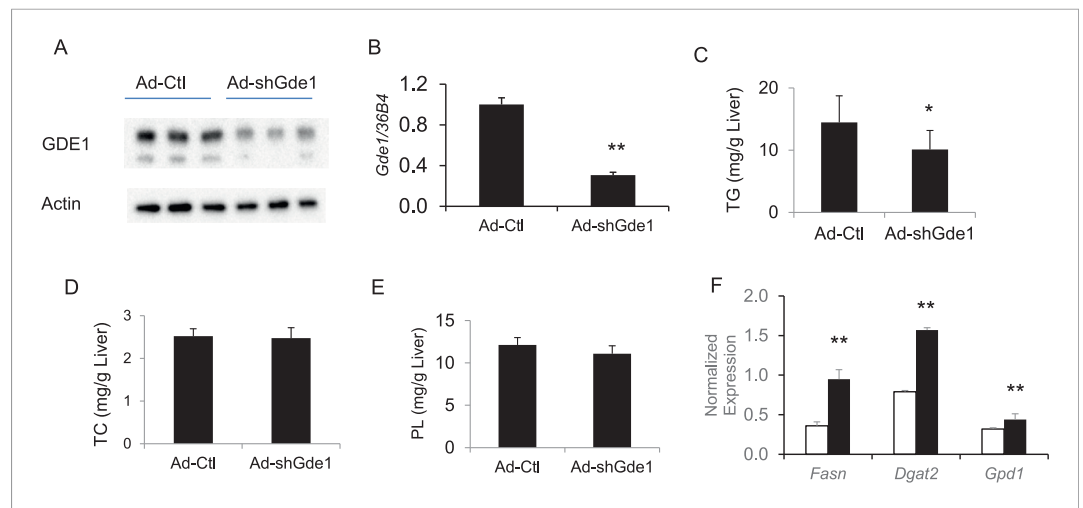 A
Ad-Ctl Ad-shGde1
GDE1
Actin
B
Gde1/36B4
1.2
0.8
0.4
0.0
**
Ad-Ctl Ad-shGde1
C
TG (mg/g Liver)
20
10
0
*
Ad-Ctl Ad-shGde1
D
TC (mg/g Liver)
3
2
1
0
Ad-Ctl Ad-shGde1
E
PL (mg/g Liver)
15
10
5
0
Ad-Ctl Ad-shGde1
F
Normalized
Expression
2.0
1.5
1.0
0.5
0.0
**
**
**
Fasn Dgat2 Gpd1